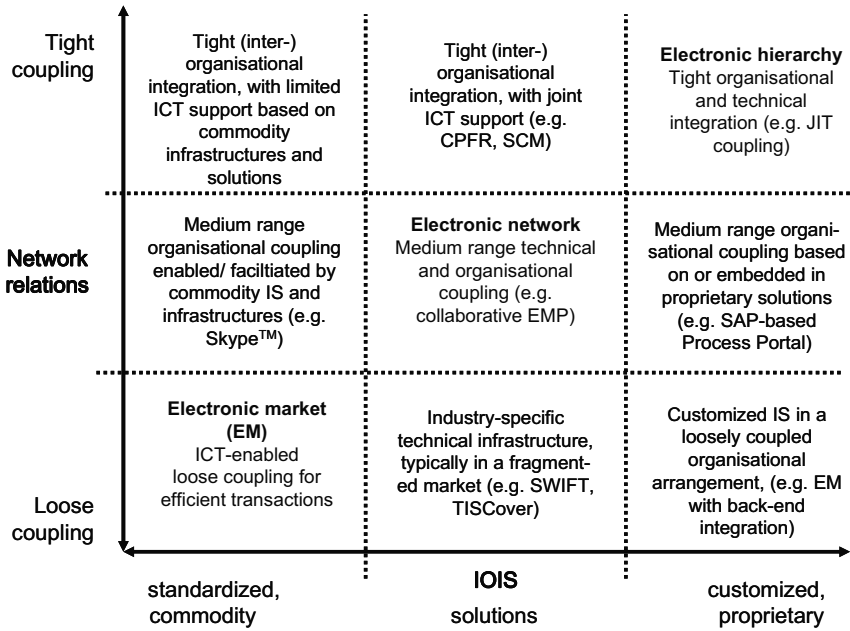 Tight
coupling
Tight (inter-)
organisational
integration, with limited
ICT support based on
commodity
infrastructures and
solutions
Tight (inter-)
organisational
integration, with joint
ICT support (e.g.
CPFR, SCM)
Electronic hierarchy
Tight organisational
and technical
integration (e.g. JIT
coupling)
Network
relations
Medium range
organisational coupling
enabled/ faciltiated by
commodity IS and
infrastructures (e.g.
Skype™)
Electronic network
Medium range technical
and organisational
coupling (e.g.
collaborative EMP)
Medium range organi-
sational coupling based
on or embedded in
proprietary solutions
(e.g. SAP-based
Process Portal)
Loose
coupling
Electronic market
(EM)
ICT-enabled
loose coupling for
efficient transactions
Industry-specific
technical infrastructure,
typically in a fragment-
ed market (e.g. SWIFT,
TISCover)
Customized IS in a
loosely coupled
organisational
arrangement, (e.g. EM
with back-end
integration)
standardized,
commodity
IOIS
solutions
customized,
proprietary